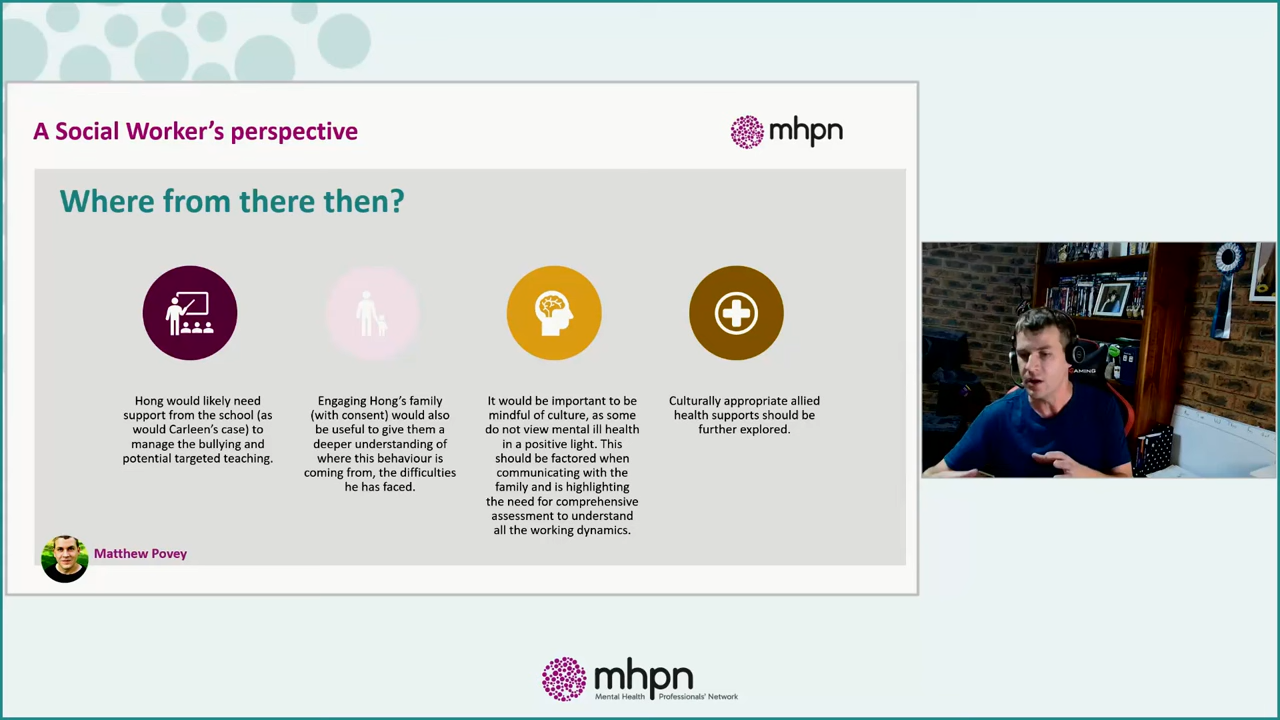 A Social Worker's perspective
mhpn
Where from there then?
Hong would likely need
support from the school (as
would Carleen's case) to
manage the bullying and
potential targeted teaching.
Engaging Hong's family
(with consent) would also
be useful to give them a
deeper understanding of
where this behaviour is
coming from, the difficulties
he has faced.
It would be important to be
mindful of culture, as some
do not view mental ill health
in a positive light. This
should be factored when
communicating with the
family and is highlighting
the need for comprehensive
assessment to understand
all the working dynamics.
Culturally appropriate allied
health supports should be
further explored.
Matthew Povey
mhpn
Mental Health Professionals' Network